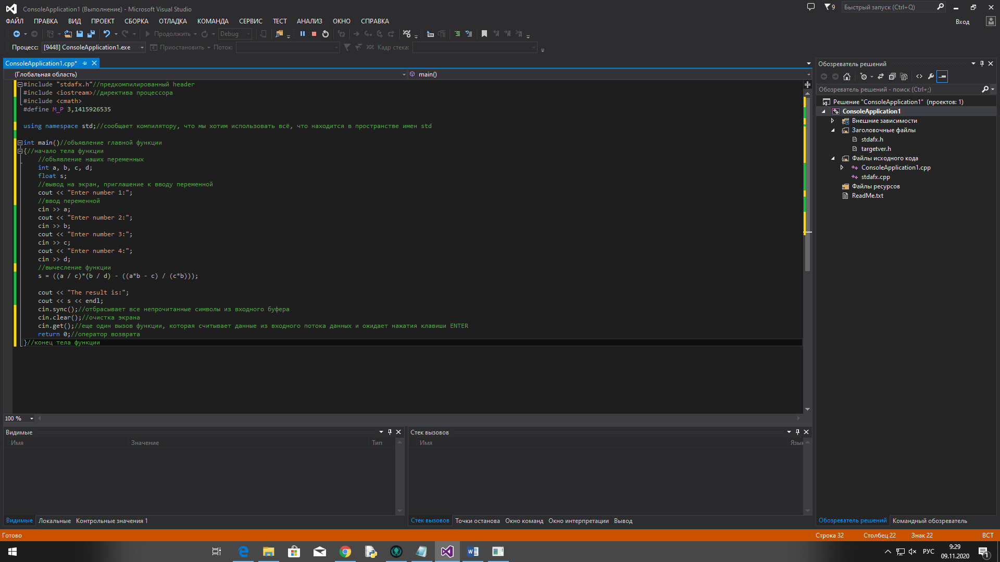 ConsoleApplication1 (Выполнение) - Microsoft Visual Studio
9
Быстрый запуск (Ctrl+Q)
ФАЙЛ ПРАВКА ВИД ПРОЕКТ СБОРКА ОТЛАДКА КОМАНДА СЕРВИС ТЕСТ АНАЛИЗ ОКНО СПРАВКА
Вход
Продолжить Debug
Процесс: [9448] ConsoleApplication1.exe Приостановить Поток: Кадр стека:
ConsoleApplication1.cpp*
(Глобальная область) main()
#include "stdafx.h"//предкомпилированный header
#include <iostream>//директива процессора
#include <cmath>
#define M_P 3,1415926535
using namespace std;//сообщает компилятору, что мы хотим использовать всё, что находится в пространстве имен std
int main()//объявление главной функции
{//начало тела функции
//объявление наших переменных
int a, b, c, d;
float s;
//вывод на экран, приглашение к вводу переменной
cout << "Enter number 1:";
//ввод переменной
cin >> a;
cout << "Enter number 2:";
cin >> b;
cout << "Enter number 3:";
cin >> c;
cout << "Enter number 4:";
cin >> d;
//вычесление функции
s = ((a / c)*(b / d) - ((a*b - c) / (c*b)));
cout << "The result is:";
cout << s << endl;
cin.sync();//отбрасывает все непрочитанные символы из входного буфера
cin.clear();//очистка экрана
cin.get();//еще один вызов функции, которая считывает данные из входного потока данных и ожидает нажатия клавиши ENTER
return 0;//оператор возврата
}//конец тела функции
100 %
Видимые
Имя Значение Тип
Видимые Локальные Контрольные значения 1
Стек вызовов
Имя Язык
Стек вызовов Точки останова Окно команд Окно интерпретации Вывод
Обозреватель решений
Обозреватель решений - поиск (Ctrl+;)
Решение "ConsoleApplication1" (проектов: 1)
ConsoleApplication1
Внешние зависимости
Заголовочные файлы
stdafx.h
targetver.h
Файлы исходного кода
ConsoleApplication1.cpp
stdafx.cpp
Файлы ресурсов
ReadMe.txt
Обозреватель решений Командный обозреватель
Готово Строка 32 Столбец 22 Знак 22 ВСТ
РУС
9:29
09.11.2020
1